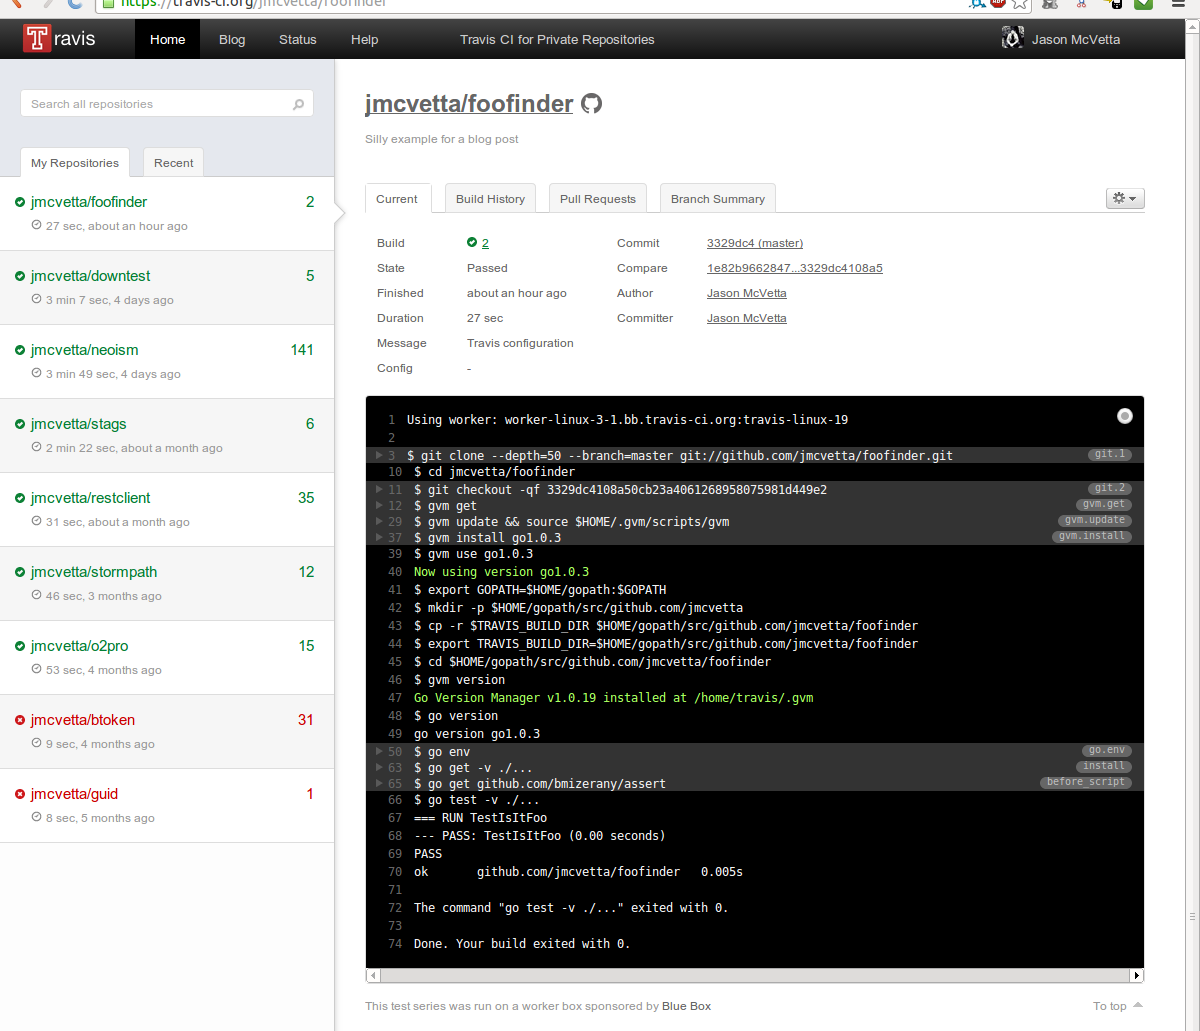 https://travis-ci.org/jmcvetta/foofinder
Travis
Home Blog Status Help Travis CI for Private Repositories Jason McVetta
Search all repositories
My Repositories Recent
jmcvetta/foofinder 2
27 sec, about an hour ago
jmcvetta/downtest 5
3 min 7 sec, 4 days ago
jmcvetta/neoism 141
3 min 49 sec, 4 days ago
jmcvetta/stags 6
2 min 22 sec, about a month ago
jmcvetta/restclient 35
31 sec, about a month ago
jmcvetta/stormpath 12
46 sec, 3 months ago
jmcvetta/o2pro 15
53 sec, 4 months ago
jmcvetta/btoken 31
9 sec, 4 months ago
jmcvetta/guid 1
8 sec, 5 months ago
jmcvetta/foofinder
Silly example for a blog post
Current Build History Pull Requests Branch Summary
Build 2 Commit 3329dc4 (master)
State Passed Compare 1e82b9662847...3329dc4108a5
Finished about an hour ago Author Jason McVetta
Duration 27 sec Committer Jason McVetta
Message Travis configuration
Config -
1 Using worker: worker-linux-3-1.bb.travis-ci.org:travis-linux-19
2
3 $ git clone --depth=50 --branch=master git://github.com/jmcvetta/foofinder.git git.1
10 $ cd jmcvetta/foofinder
11 $ git checkout -qf 3329dc4108a50cb23a4061268958075981d449e2 git.2
12 $ gvm get gvm.get
29 $ gvm update && source $HOME/.gvm/scripts/gvm gvm.update
37 $ gvm install go1.0.3 gvm.install
39 $ gvm use go1.0.3
40 Now using version go1.0.3
41 $ export GOPATH=$HOME/gopath:$GOPATH
42 $ mkdir -p $HOME/gopath/src/github.com/jmcvetta
43 $ cp -r $TRAVIS_BUILD_DIR $HOME/gopath/src/github.com/jmcvetta/foofinder
44 $ export TRAVIS_BUILD_DIR=$HOME/gopath/src/github.com/jmcvetta/foofinder
45 $ cd $HOME/gopath/src/github.com/jmcvetta/foofinder
46 $ gvm version
47 Go Version Manager v1.0.19 installed at /home/travis/.gvm
48 $ go version
49 go version go1.0.3
50 $ go env go.env
63 $ go get -v ./... install
65 $ go get github.com/bmizerany/assert before_script
66 $ go test -v ./...
67 === RUN TestIsItFoo
68 --- PASS: TestIsItFoo (0.00 seconds)
69 PASS
70 ok github.com/jmcvetta/foofinder 0.005s
71
72 The command "go test -v ./..." exited with 0.
73
74 Done. Your build exited with 0.
This test series was run on a worker box sponsored by Blue Box To top